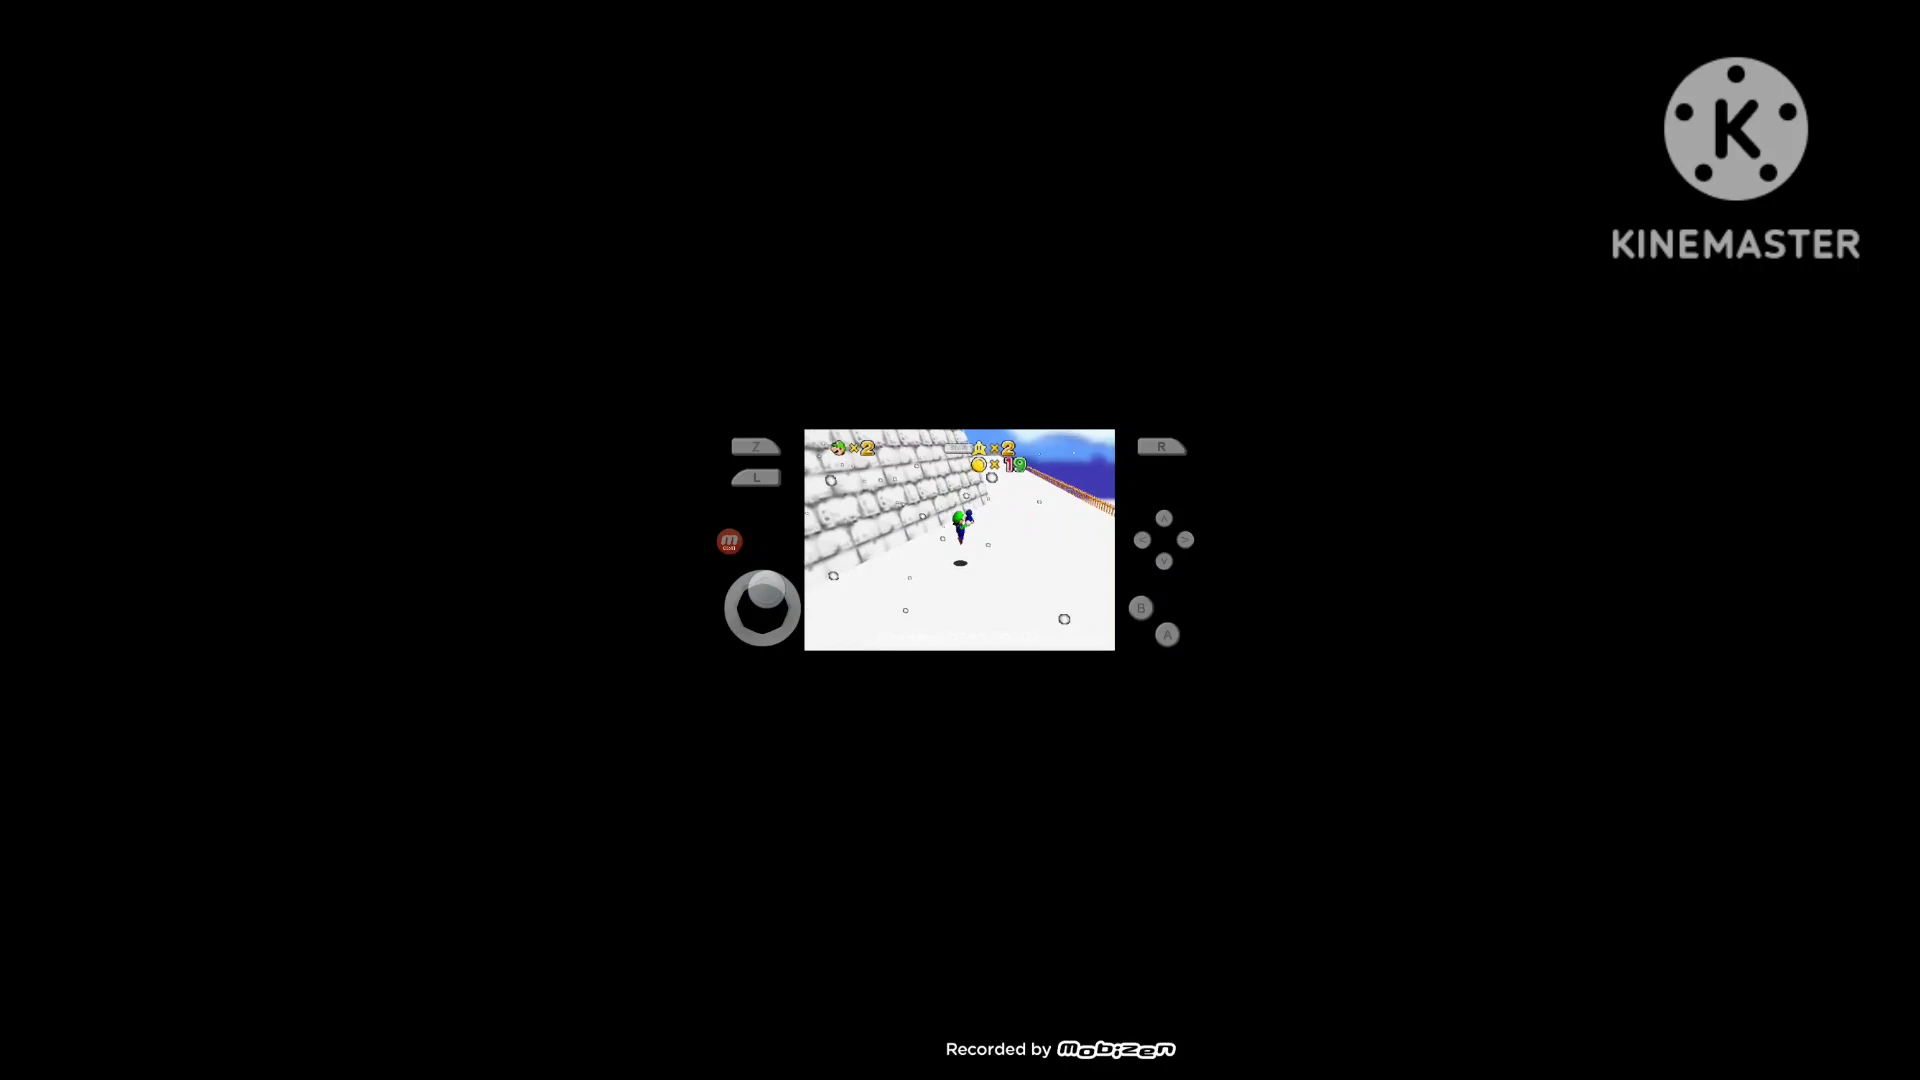 K
KINEMASTER
Z
×2
×2
R
×19
L
m
B
A
Recorded by mobizen